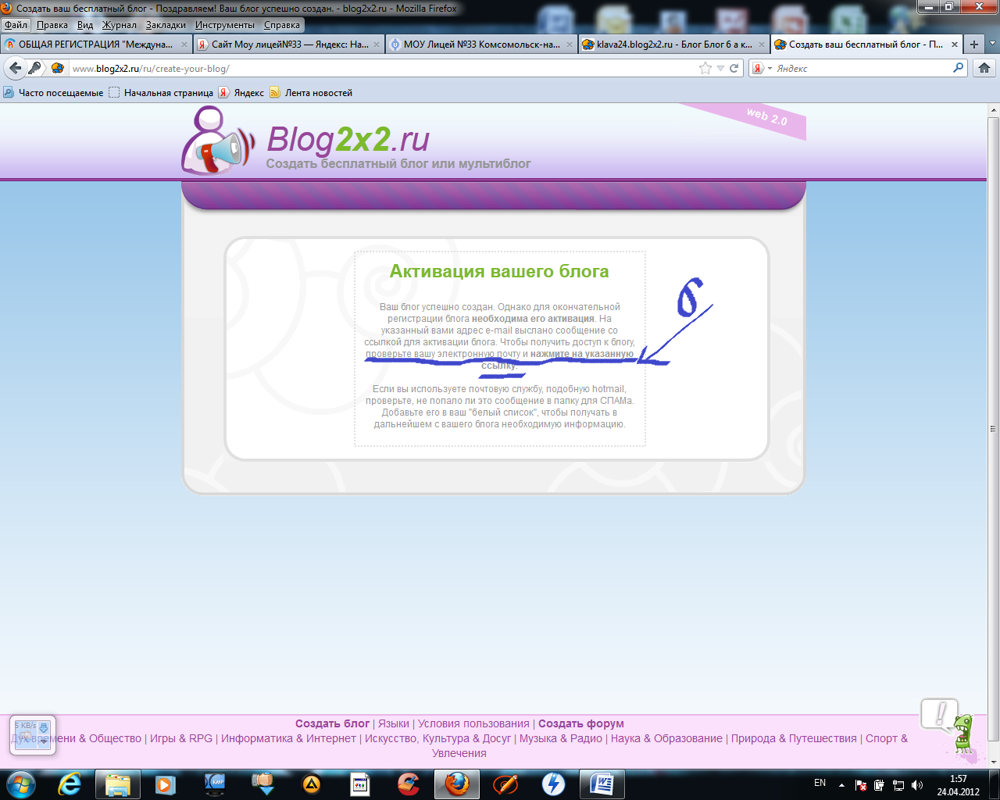 Создать ваш бесплатный блог - Поздравляем! Ваш блог успешно создан. - blog2x2.ru - Mozilla Firefox
Файл Правка Вид Журнал Закладки Инструменты Справка
ОБЩАЯ РЕГИСТРАЦИЯ "Междуна... Сайт Моу лицей№33 — Яндекс: На... МОУ Лицей №33 Комсомольск-на... klava24.blog2x2.ru - Блог Блог 6 а к... Создать ваш бесплатный блог - П...
www.blog2x2.ru/ru/create-your-blog/ Яндекс
Часто посещаемые Начальная страница Яндекс Лента новостей
web 2.0
Blog2x2.ru
Создать бесплатный блог или мультиблог
Активация вашего блога
Ваш блог успешно создан. Однако для окончательной
регистрации блога необходима его активация. На
указанный вами адрес e-mail выслано сообщение со
ссылкой для активации блога. Чтобы получить доступ к блогу,
проверьте вашу электронную почту и нажмите на указанную
ссылку.
б
Если вы используете почтовую службу, подобную hotmail,
проверьте, не попало ли это сообщение в папку для СПАМа.
Добавьте его в ваш "белый список", чтобы получать в
дальнейшем с вашего блога необходимую информацию.
Создать блог | Языки | Условия пользования | Создать форум
5 KB/s
Дух времени & Общество | Игры & RPG | Информатика & Интернет | Искусство, Культура & Досуг | Музыка & Радио | Наука & Образование | Природа & Путешествия | Спорт &
Увлечения
KMP
EN
1:57
24.04.2012